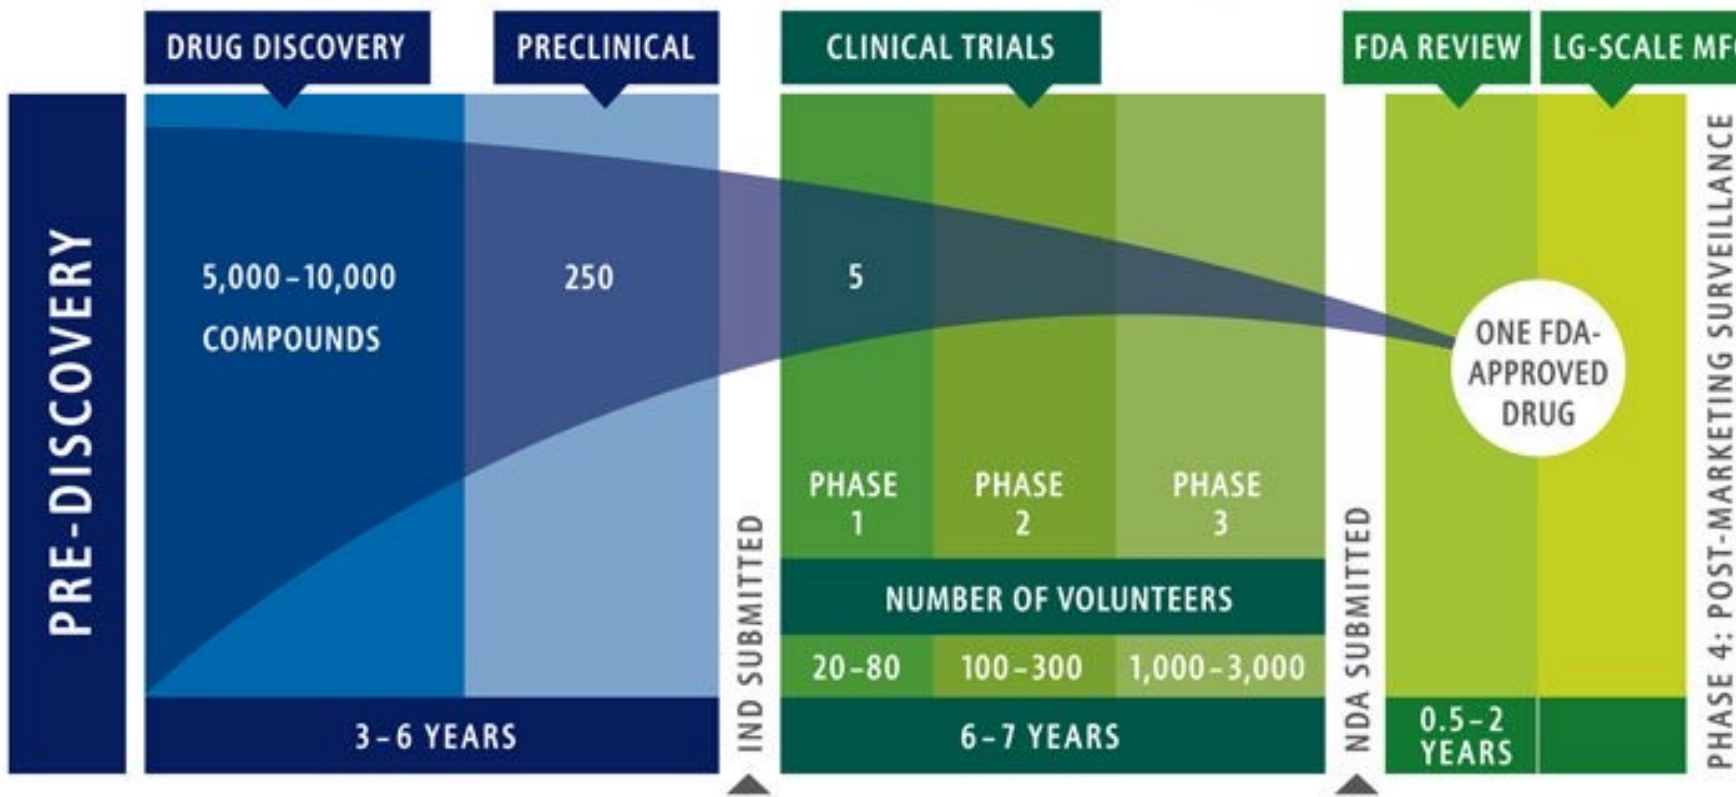 DRUG DISCOVERY
PRECLINICAL
CLINICAL TRIALS
FDA REVIEW
LG-SCALE
PRE-DISCOVERY
5,000–10,000
COMPOUNDS
250
5
ONE FDA-
APPROVED
DRUG
PHASE
1
PHASE
2
PHASE
3
NUMBER OF VOLUNTEERS
20–80
100–300
1,000–3,000
3–6 YEARS
IND SUBMITTED
6–7 YEARS
NDA SUBMITTED
0.5–2
YEARS
PHASE 4: POST-MARKETING SURVEILLANCE